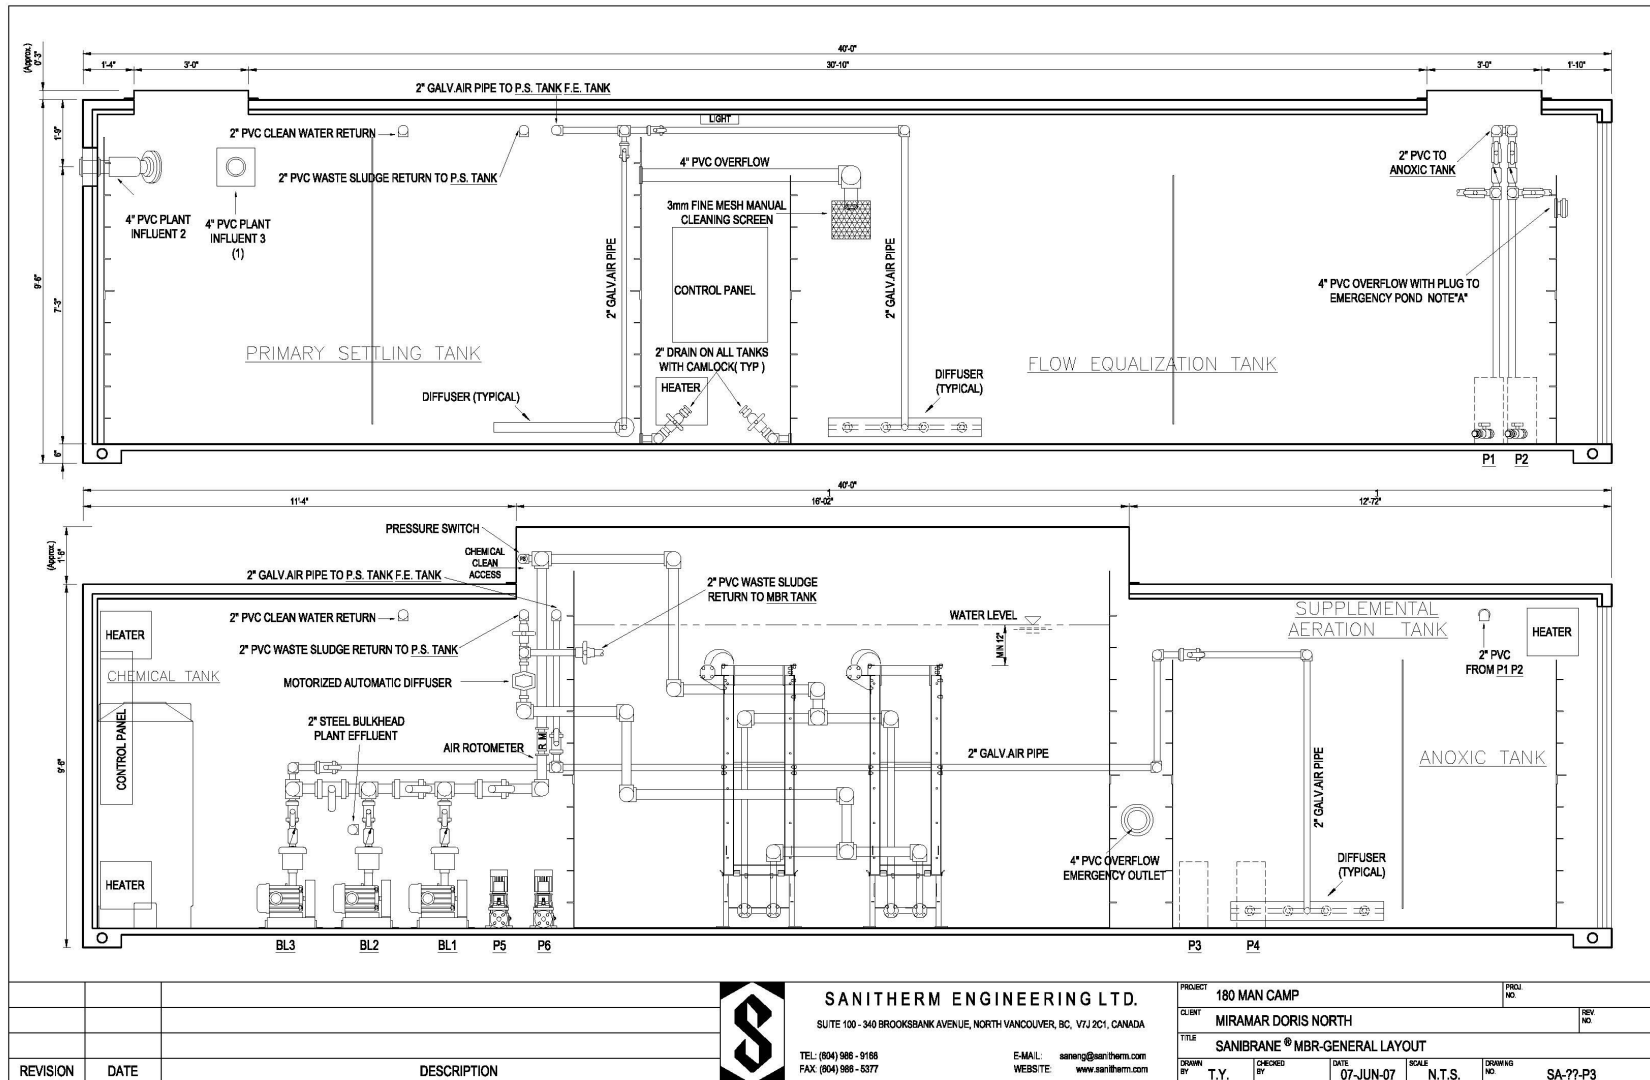 40'-0"
(Approx.)
0'-3"
1'-4"
3'-0"
30'-10"
3'-0"
1'-10"
2" GALV.AIR PIPE TO P.S. TANK F.E. TANK
LIGHT
1'-9"
2" PVC CLEAN WATER RETURN
4" PVC OVERFLOW
2" PVC TO
ANOXIC TANK
2" PVC WASTE SLUDGE RETURN TO P.S. TANK
3mm FINE MESH MANUAL
CLEANING SCREEN
4" PVC PLANT
INFLUENT 2
4" PVC PLANT
INFLUENT 3
(1)
2" GALV.AIR PIPE
2" GALV.AIR PIPE
9'-6"
7'-3"
CONTROL PANEL
4" PVC OVERFLOW WITH PLUG TO
EMERGENCY POND NOTE"A"
PRIMARY SETTLING TANK
2" DRAIN ON ALL TANKS
WITH CAMLOCK( TYP )
FLOW EQUALIZATION TANK
HEATER
DIFFUSER
(TYPICAL)
DIFFUSER (TYPICAL)
6"
P1
P2
40'-0"
11'-4"
16'-02"
12'-72"
(Approx.)
1'-6"
PRESSURE SWITCH
PS
CHEMICAL
CLEAN
ACCESS
2" GALV.AIR PIPE TO P.S. TANK F.E. TANK
2" PVC WASTE SLUDGE
RETURN TO MBR TANK
2" PVC CLEAN WATER RETURN
WATER LEVEL
SUPPLEMENTAL
AERATION TANK
HEATER
HEATER
MIN 12"
2" PVC WASTE SLUDGE RETURN TO P.S. TANK
2" PVC
FROM P1 P2
CHEMICAL TANK
MOTORIZED AUTOMATIC DIFFUSER
CONTROL PANEL
2" STEEL BULKHEAD
PLANT EFFLUENT
AIR ROTOMETER
R M
2" GALV.AIR PIPE
2" GALV.AIR PIPE
ANOXIC TANK
9'-6"
4" PVC OVERFLOW
EMERGENCY OUTLET
DIFFUSER
(TYPICAL)
HEATER
BL3
BL2
BL1
P5
P6
P3
P4
REVISION
DATE
DESCRIPTION
S
SANITHERM ENGINEERING LTD.
SUITE 100 - 340 BROOKSBANK AVENUE, NORTH VANCOUVER, BC, V7J 2C1, CANADA
TEL: (604) 986 - 9168
FAX: (604) 986 - 5377
E-MAIL: saneng@sanitherm.com
WEBSITE: www.sanitherm.com
PROJECT 180 MAN CAMP
PROJ. NO.
CLIENT MIRAMAR DORIS NORTH
REV. NO.
TITLE SANIBRANE ® MBR-GENERAL LAYOUT
DRAWN BY T.Y.
CHECKED BY
DATE 07-JUN-07
SCALE N.T.S.
DRAWING NO. SA-??-P3